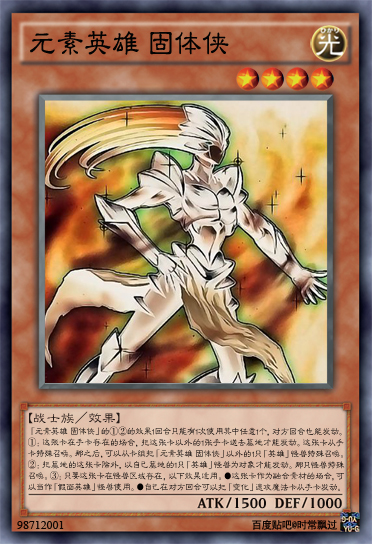 元素英雄 固体侠
光
【战士族／效果】
「元素英雄 固体侠」的①②的效果1回合只能有1次使用其中任意1个,对方回合也能发动。
①：这张卡在手卡存在的场合,把这张卡以外的1张手卡送去墓地才能发动。这张卡从手
卡特殊召唤。那之后,可以从卡组把「元素英雄 固体侠」以外的1只「英雄」怪兽特殊召唤。
②：把墓地的这张卡除外,以自己墓地的1只「英雄」怪兽为对象才能发动。那只怪兽特殊
召唤。③：只要这张卡在怪兽区域存在,以下效果适用。●这张卡作为融合素材的场合,可
以当作「假面英雄」怪兽使用。●自己在对方回合可以把「变化」速攻魔法卡从手卡发动。
ATK/1500 DEF/1000
98712001
百度贴吧@时常飘过